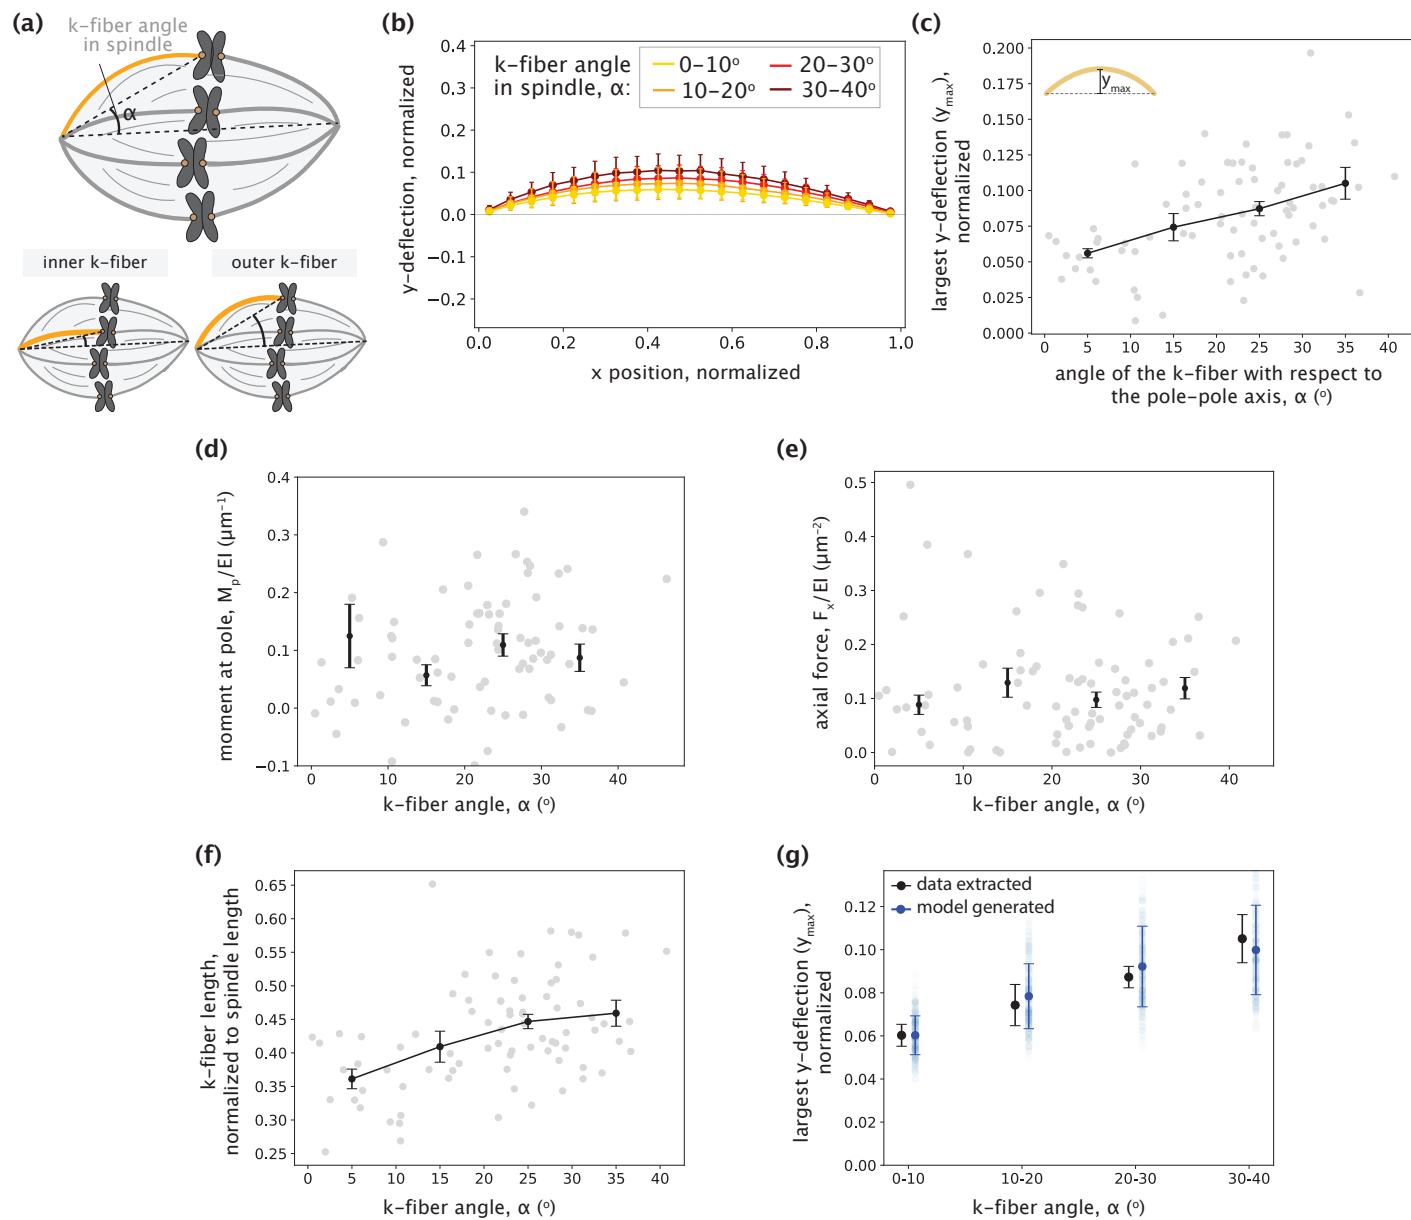 (a)
k-fiber angle
in spindle
α
inner k-fiber
outer k-fiber
(b)
y-deflection, normalized
0.4
0.3
0.2
0.1
0.0
−0.1
−0.2
k-fiber angle
in spindle, α:
0-10º
10-20º
20-30º
30-40º
0.0
0.2
0.4
0.6
0.8
1.0
x position, normalized
(c)
largest y-deflection (yₘₐₓ),
normalized
0.200
0.175
0.150
0.125
0.100
0.075
0.050
0.025
0.000
yₘₐₓ
0
5
10
15
20
25
30
35
40
angle of the k-fiber with respect to
the pole-pole axis, α (º)
(d)
moment at pole, Mₚ/EI (μm⁻¹)
0.4
0.3
0.2
0.1
0.0
−0.1
0
10
20
30
40
k-fiber angle, α (º)
(e)
axial force, Fₓ/EI (μm⁻²)
0.5
0.4
0.3
0.2
0.1
0.0
0
10
20
30
40
k-fiber angle, α (º)
(f)
k-fiber length,
normalized to spindle length
0.65
0.60
0.55
0.50
0.45
0.40
0.35
0.30
0.25
0
5
10
15
20
25
30
35
40
k-fiber angle, α (º)
(g)
largest y-deflection (yₘₐₓ),
normalized
0.12
0.10
0.08
0.06
0.04
0.02
0.00
data extracted
model generated
0-10
10-20
20-30
30-40
k-fiber angle, α (º)